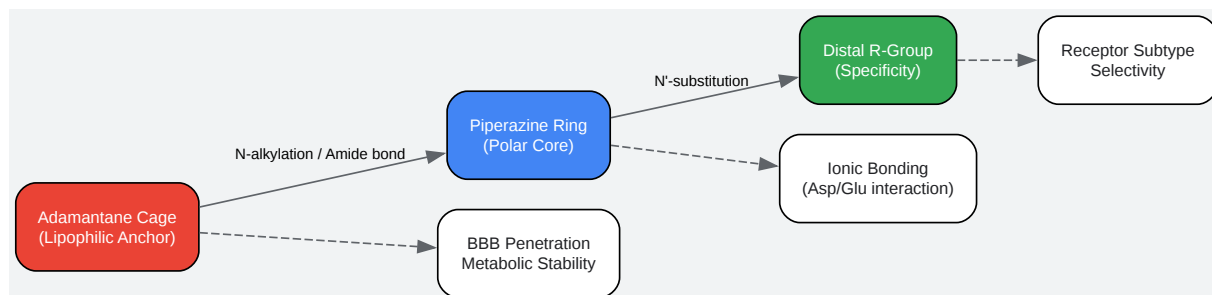 Distal R-Group
(Specificity)
Receptor Subtype
Selectivity
N'-substitution
Piperazine Ring
(Polar Core)
Ionic Bonding
(Asp/Glu interaction)
N-alkylation / Amide bond
Adamantane Cage
(Lipophilic Anchor)
BBB Penetration
Metabolic Stability